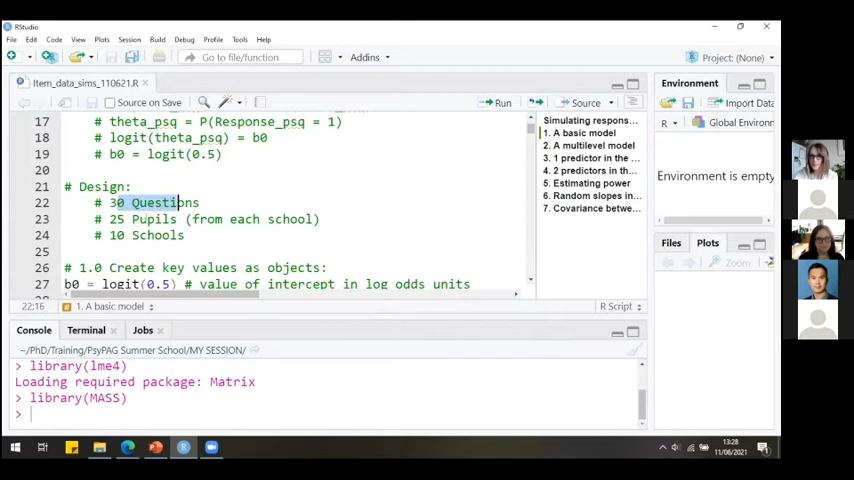 RStudio
File Edit Code View Plots Session Build Debug Profile Tools Help
Go to file/function
Addins
Project: (None)
Item_data_sims_110621.R
Source on Save
Run
Source
17 # theta_psq = P(Response_psq = 1)
18 # logit(theta_psq) = b0
19 # b0 = logit(0.5)
20
21 # Design:
22 # 30 Questions
23 # 25 Pupils (from each school)
24 # 10 Schools
25
26 # 1.0 Create key values as objects:
27 b0 = logit(0.5) # value of intercept in log odds units
22:16
1. A basic model
R Script
Simulating respons...
1. A basic model
2. A multilevel model
3. 1 predictor in the ...
4. 2 predictors in th...
5. Estimating power
6. Random slopes in...
7. Covariance betwe...
Console
Terminal
Jobs
~/PhD/Training/PsyPAG Summer School/MY SESSION/
> library(lme4)
Loading required package: Matrix
> library(MASS)
>
Environment
Import Data
R
Global Environm
Environment is empty
Files
Plots
Zoom
13:28
11/06/2021